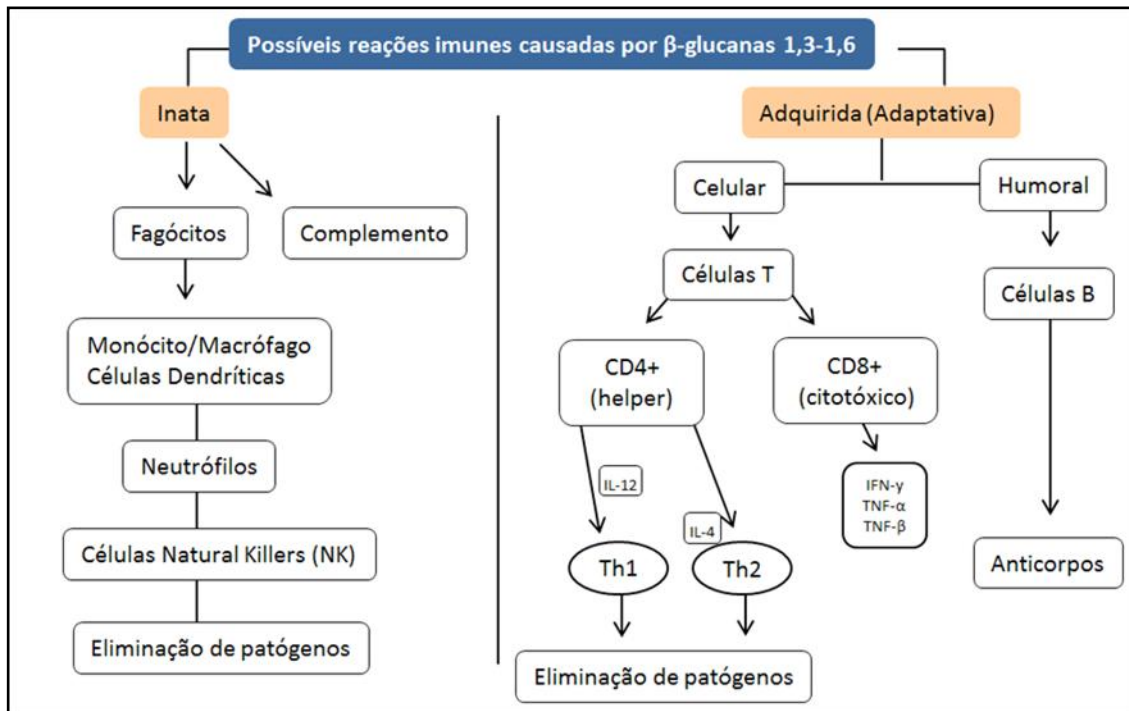 Possíveis reações imunes causadas por β-glucanas 1,3-1,6
Inata
Fagócitos
Complemento
Monócito/Macrófago
Células Dendríticas
Neutrófilos
Células Natural Killers (NK)
Eliminação de patógenos
Adquirida (Adaptativa)
Celular
Humoral
Células T
Células B
CD4+
(helper)
CD8+
(citotóxico)
IL-12
IL-4
IFN-γ
TNF-α
TNF-β
Th1
Th2
Anticorpos
Eliminação de patógenos